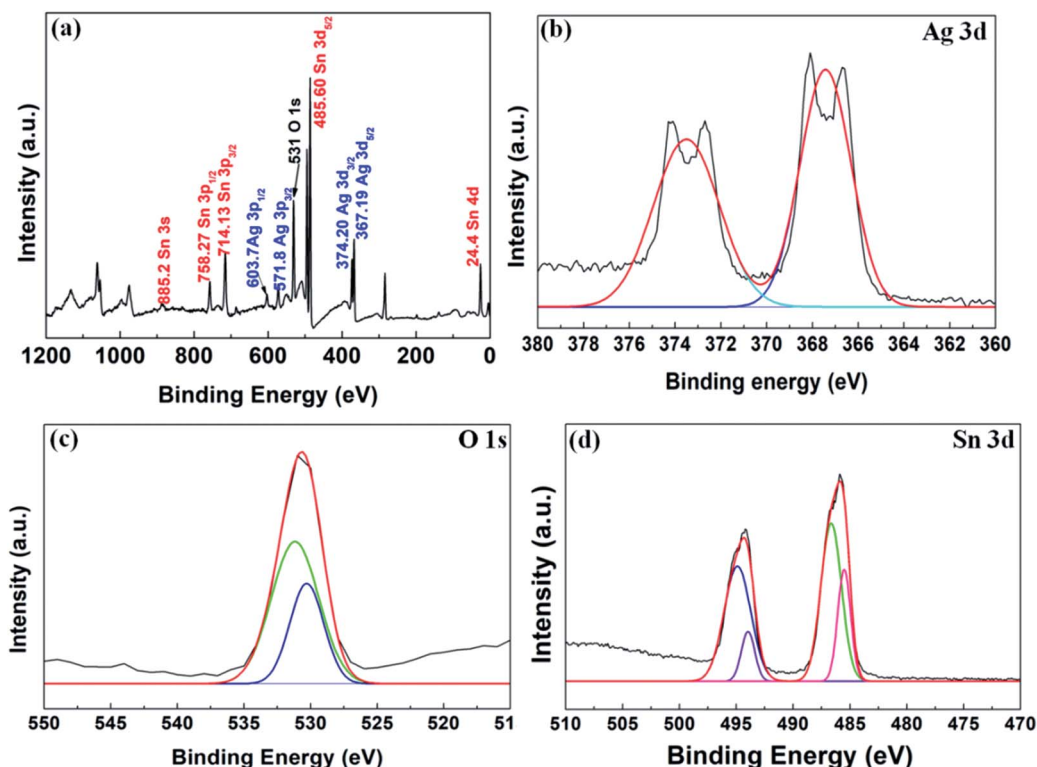 (a)
885.2 Sn 3s
758.27 Sn 3p1/2
714.13 Sn 3p3/2
603.7Ag 3p1/2
571.8 Ag 3p3/2
531 O 1s
485.60 Sn 3d5/2
374.20 Ag 3d3/2
367.19 Ag 3d5/2
24.4 Sn 4d
Intensity (a.u.)
1200 1000 800 600 400 200 0
Binding Energy (eV)
(b) Ag 3d
Intensity (a.u.)
380 378 376 374 372 370 368 366 364 362 360
Binding energy (eV)
(c) O 1s
Intensity (a.u.)
550 545 540 535 530 525 520 51
Binding Energy (eV)
(d) Sn 3d
Intensity (a.u.)
510 505 500 495 490 485 480 475 470
Binding Energy (eV)